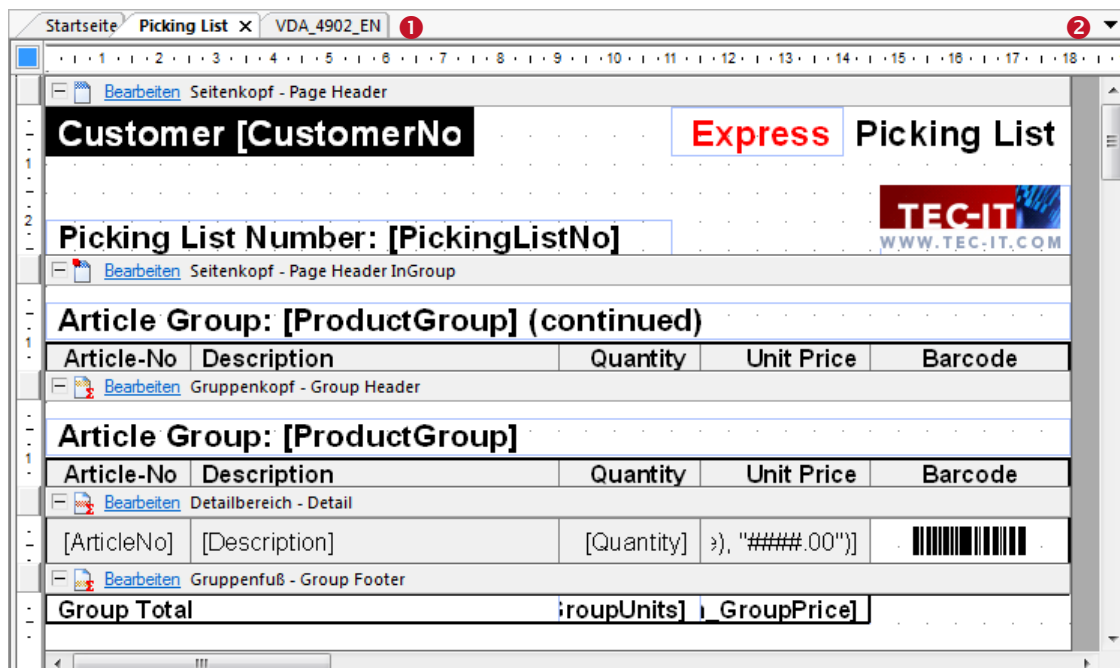 Startseite Picking List X VDA_4902_EN 1 2
1 2 3 4 5 6 7 8 9 10 11 12 13 14 15 16 17 18
Bearbeiten Seitenkopf - Page Header
Customer [CustomerNo Express Picking List
1
TEC-IT
2
Picking List Number: [PickingListNo] WWW.TEC-IT.COM
Bearbeiten Seitenkopf - Page Header InGroup
Article Group: [ProductGroup] (continued)
1
Article-No Description Quantity Unit Price Barcode
Bearbeiten Gruppenkopf - Group Header
Article Group: [ProductGroup]
1
Article-No Description Quantity Unit Price Barcode
Bearbeiten Detailbereich - Detail
[ArticleNo] [Description] [Quantity] ), "####.00")]
Bearbeiten Gruppenfuß - Group Footer
Group Total GroupUnits] _GroupPrice]